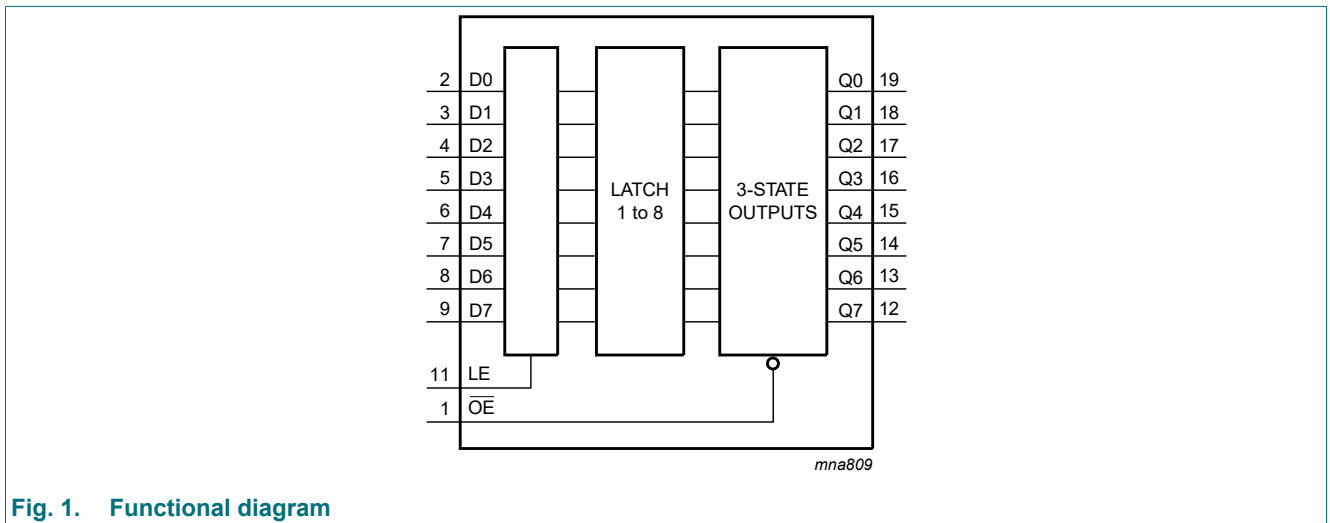 2 D0 Q0 19
3 D1 Q1 18
4 D2 Q2 17
5 D3 Q3 16
6 D4 Q4 15
7 D5 Q5 14
8 D6 Q6 13
9 D7 Q7 12
LATCH
1 to 8
3-STATE
OUTPUTS
11 LE
1 O̅E̅
mna809
Fig. 1. Functional diagram